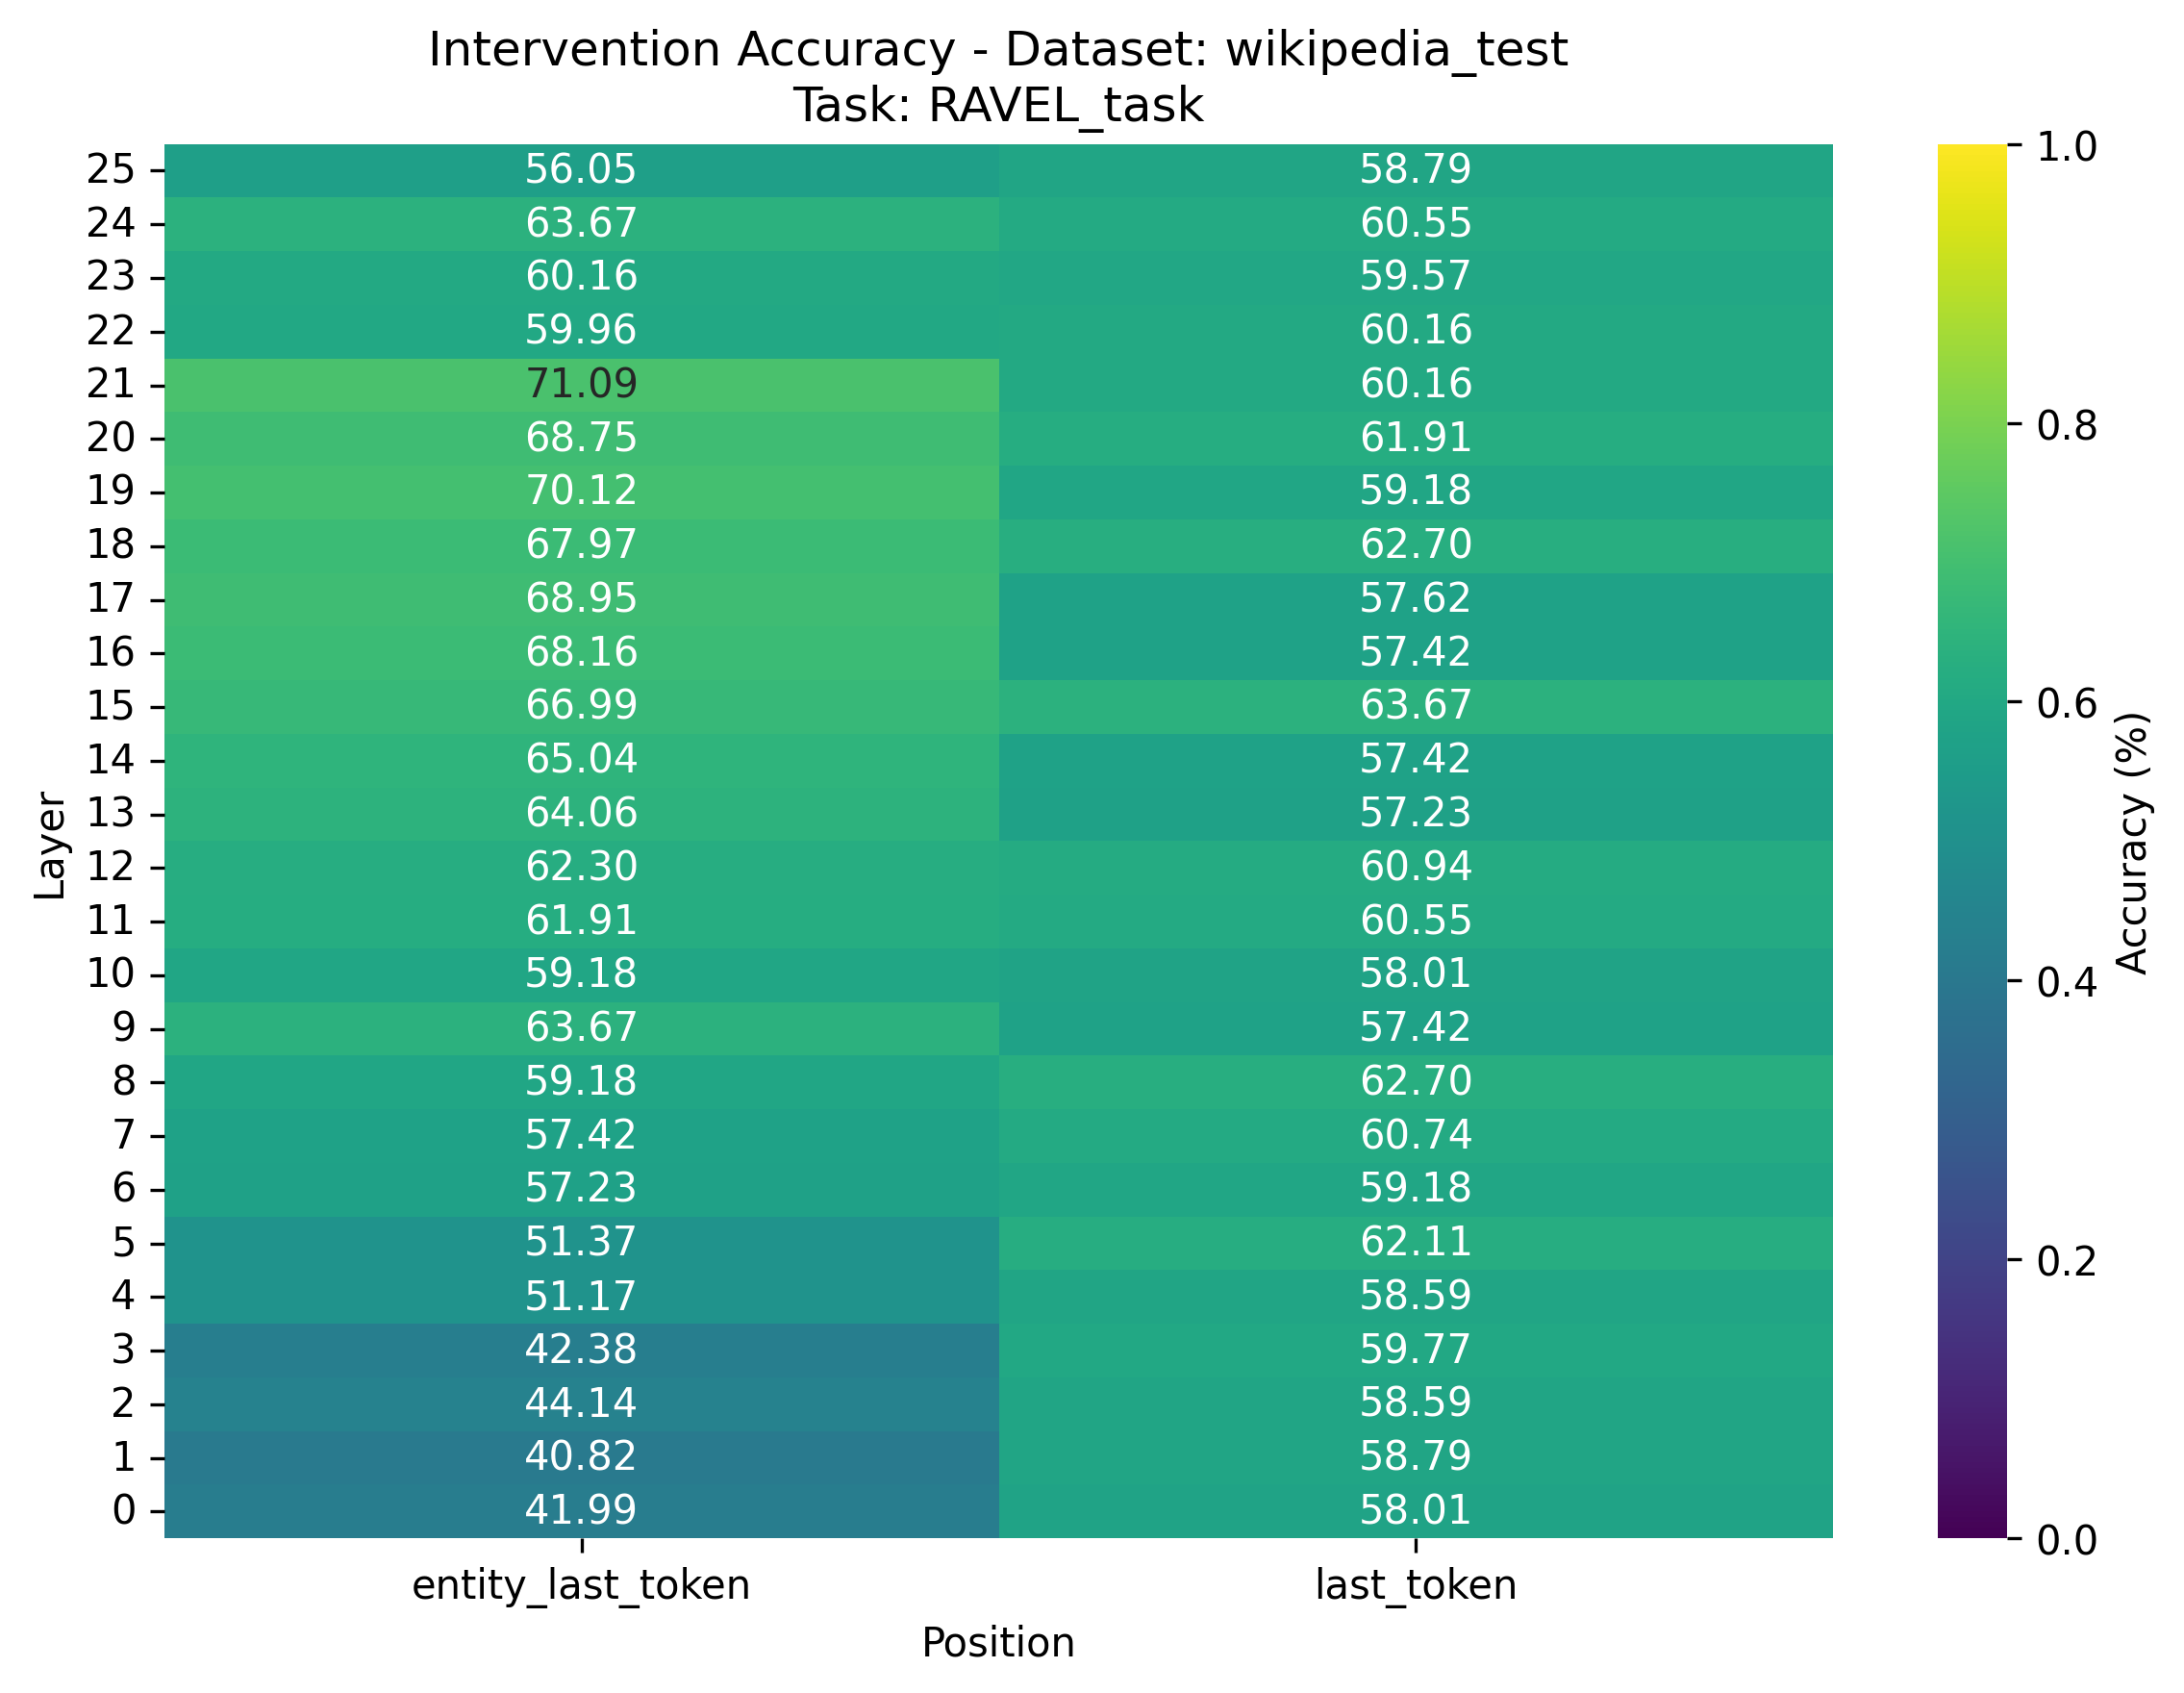 Intervention Accuracy - Dataset: wikipedia_test
Task: RAVEL_task
25 56.05 58.79
24 63.67 60.55
23 60.16 59.57
22 59.96 60.16
21 71.09 60.16
20 68.75 61.91
19 70.12 59.18
18 67.97 62.70
17 68.95 57.62
16 68.16 57.42
15 66.99 63.67
14 65.04 57.42
13 64.06 57.23
12 62.30 60.94
11 61.91 60.55
10 59.18 58.01
9 63.67 57.42
8 59.18 62.70
7 57.42 60.74
6 57.23 59.18
5 51.37 62.11
4 51.17 58.59
3 42.38 59.77
2 44.14 58.59
1 40.82 58.79
0 41.99 58.01
Layer
entity_last_token last_token
Position
1.0
0.8
0.6
0.4
0.2
0.0
Accuracy (%)